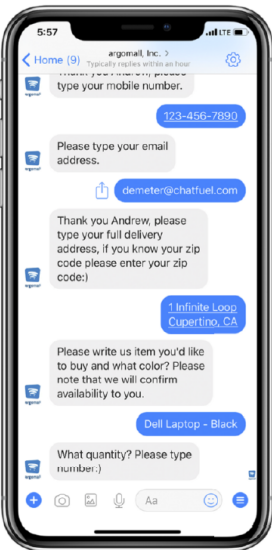 5:57
LTE
Home (9)
argomall, Inc. >
Typically replies within an hour
Thank you Andrew, please
type your mobile number.
123-456-7890
Please type your email
address.
demeter@chatfuel.com
Thank you Andrew, please
type your full delivery
address, if you know your zip
code please enter your zip
code:)
1 Infinite Loop
Cupertino, CA
Please write us item you'd like
to buy and what color? Please
note that we will confirm
availability to you.
Dell Laptop - Black
What quantity? Please type
number:)
Aa